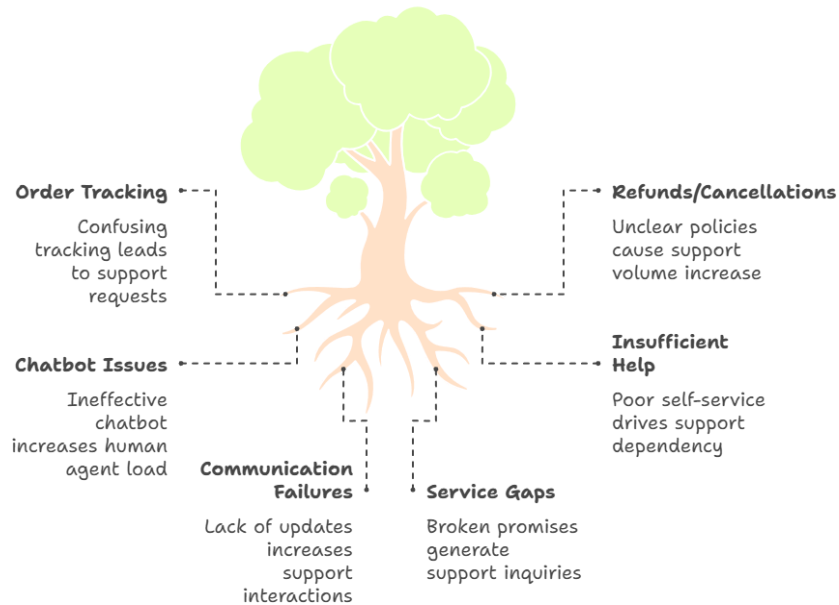 Order Tracking
Confusing
tracking leads
to support
requests
Refunds/Cancellations
Unclear policies
cause support
volume increase
Chatbot Issues
Ineffective
chatbot
increases human
agent load
Insufficient
Help
Poor self-service
drives support
dependency
Communication
Failures
Lack of updates
increases
support
interactions
Service Gaps
Broken promises
generate
support inquiries